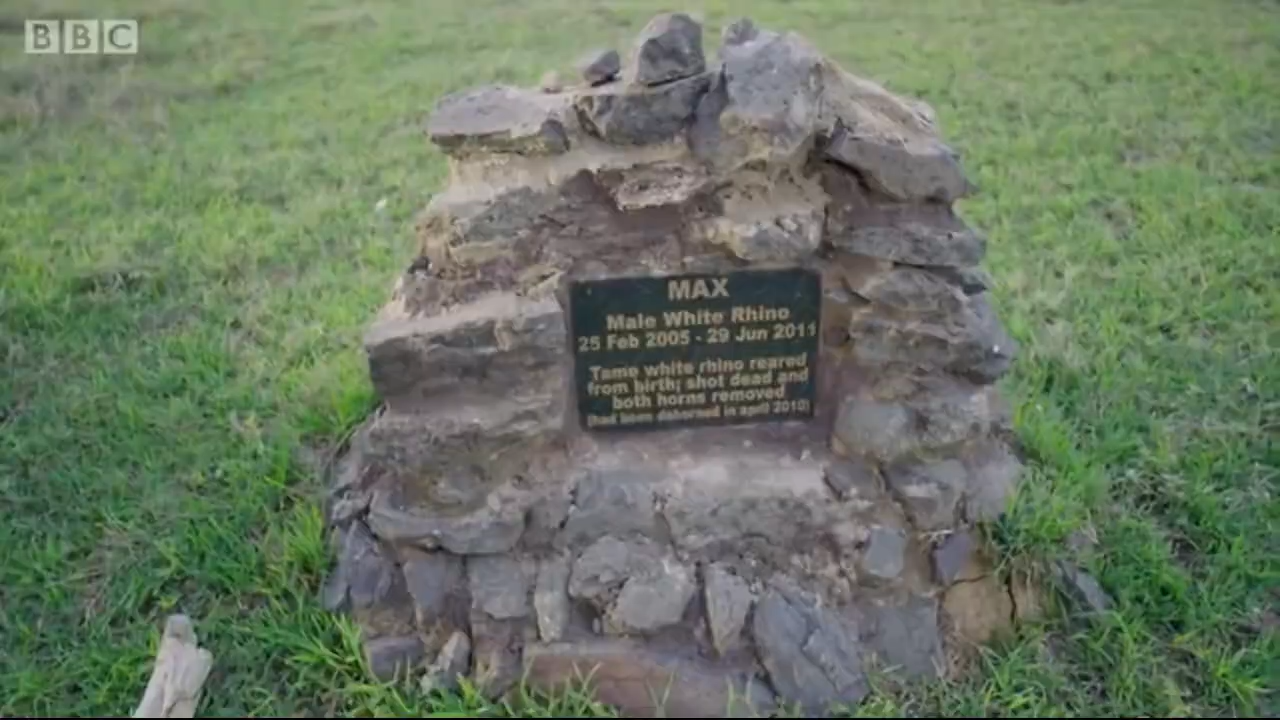 BBC
MAX
Male White Rhino
25 Feb 2005 - 29 Jun 2011
Tame white rhino reared
from birth; shot dead and
both horns removed
(had been dehorned in april 2010)